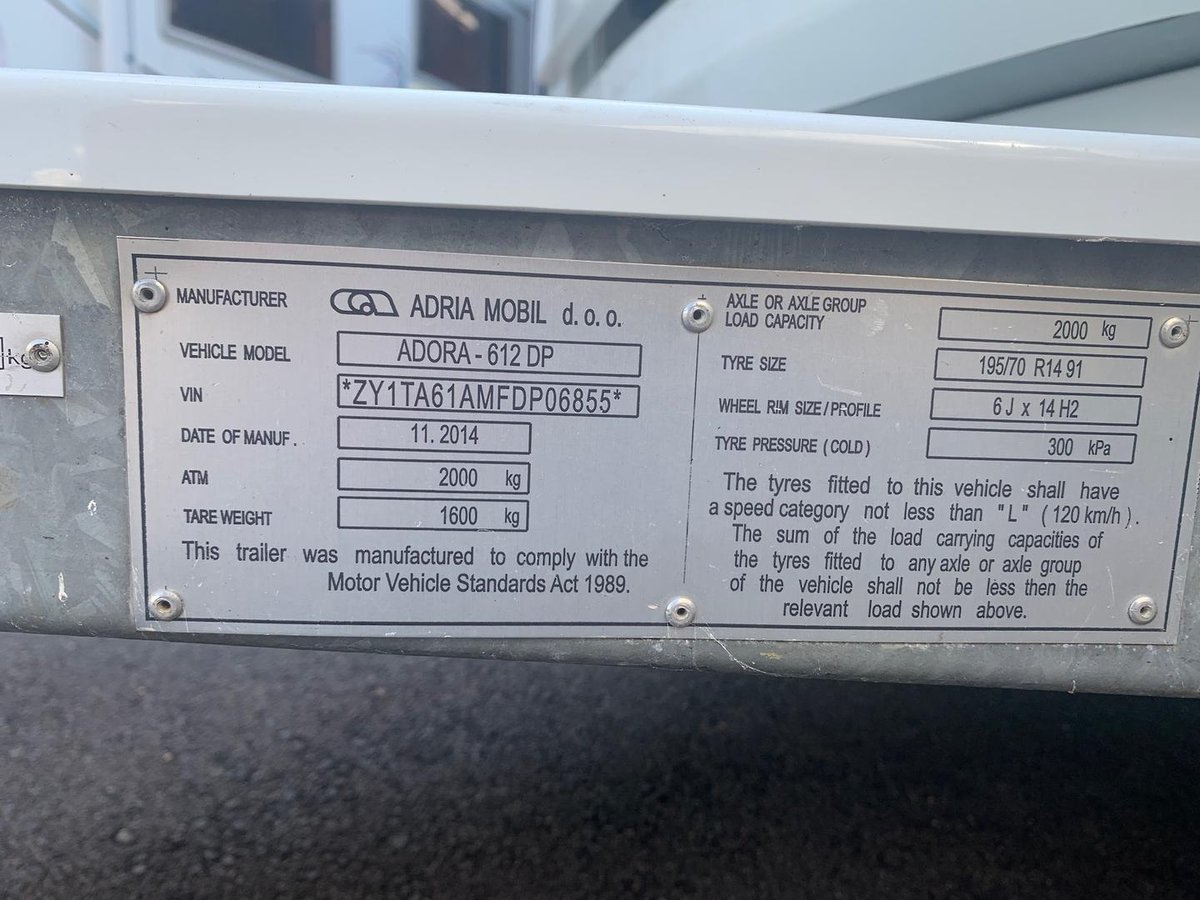 kg
MANUFACTURER ADRIA MOBIL d. o. o.
VEHICLE MODEL ADORA - 612 DP
VIN *ZY1TA61AMFDP06855*
DATE OF MANUF. 11. 2014
ATM 2000 kg
TARE WEIGHT 1600 kg
This trailer was manufactured to comply with the
Motor Vehicle Standards Act 1989.
AXLE OR AXLE GROUP
LOAD CAPACITY 2000 kg
TYRE SIZE 195/70 R14 91
WHEEL RIM SIZE / PROFILE 6 J x 14 H2
TYRE PRESSURE ( COLD ) 300 kPa
The tyres fitted to this vehicle shall have
a speed category not less than "L" ( 120 km/h ).
The sum of the load carrying capacities of
the tyres fitted to any axle or axle group
of the vehicle shall not be less then the
relevant load shown above.